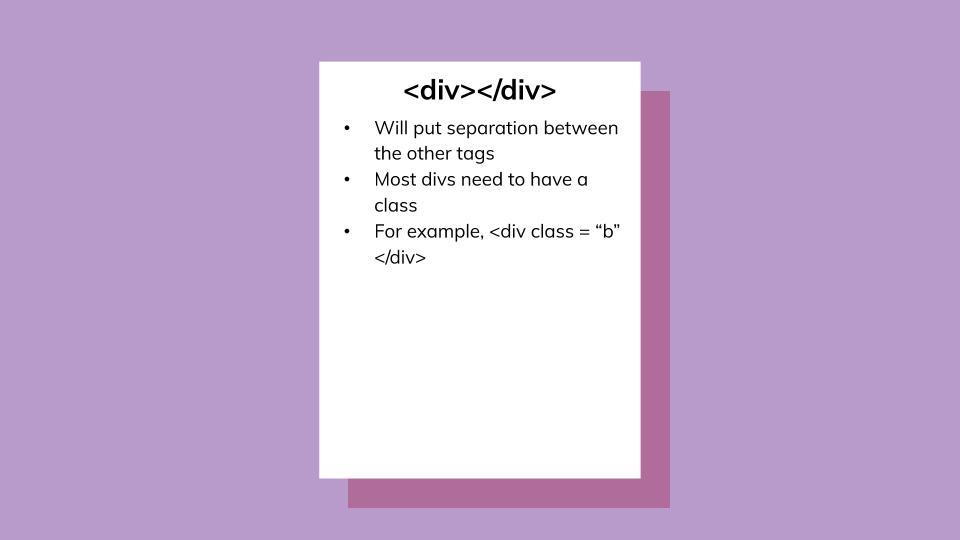 <div></div>
• Will put separation between
the other tags
• Most divs need to have a
class
• For example, <div class = “b”
</div>